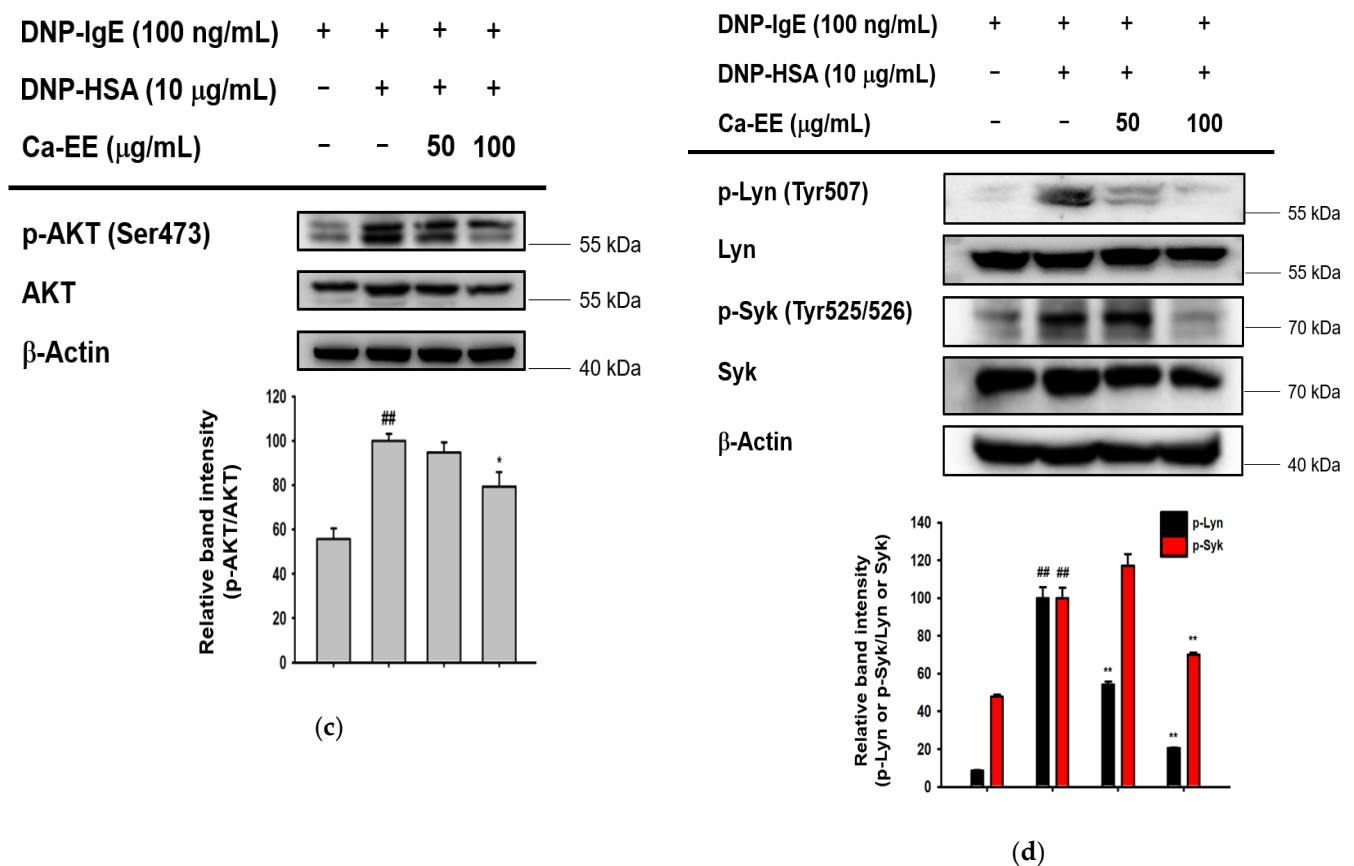 DNP-IgE (100 ng/mL) + + + +
DNP-HSA (10 μg/mL) − + + +
Ca-EE (μg/mL) − − 50 100
p-AKT (Ser473) 55 kDa
AKT 55 kDa
β-Actin 40 kDa
Relative band intensity
(p-AKT/AKT)
120
100
80
60
40
20
0
##
*
(c)
DNP-IgE (100 ng/mL) + + + +
DNP-HSA (10 μg/mL) − + + +
Ca-EE (μg/mL) − − 50 100
p-Lyn (Tyr507) 55 kDa
Lyn 55 kDa
p-Syk (Tyr525/526) 70 kDa
Syk 70 kDa
β-Actin 40 kDa
Relative band intensity
(p-Lyn or p-Syk/Lyn or Syk)
140
120
100
80
60
40
20
0
p-Lyn
p-Syk
## ##
**
**
**
(d)